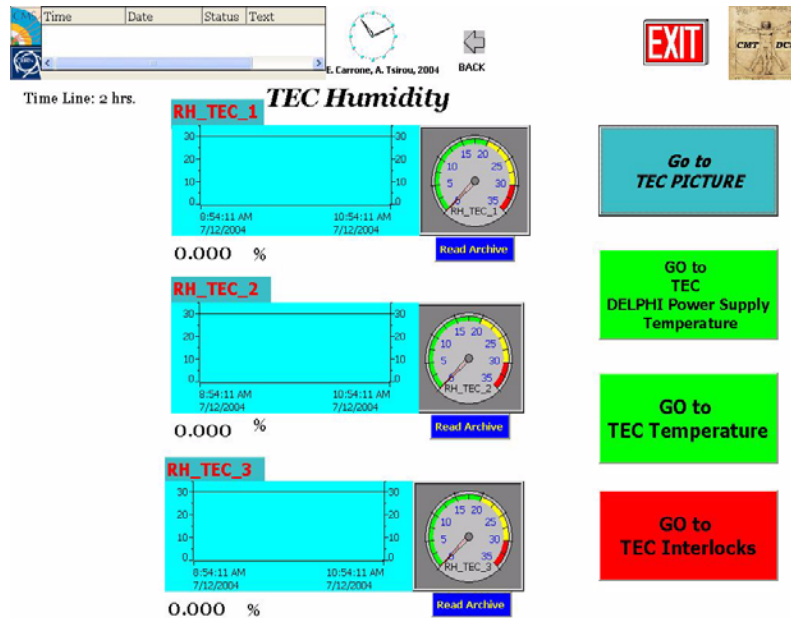 CMS
Time Date Status Text
E. Carrone, A. Tsirou, 2004
BACK
EXIT
CMT DCS
Time Line: 2 hrs.
TEC Humidity
RH_TEC_1
30 30
20 20
10 10
0 0
8:54:11 AM 10:54:11 AM
7/12/2004 7/12/2004
0.000 %
0 5 10 15 20 25 30 35
RH_TEC_1
Read Archive
RH_TEC_2
30 30
20 20
10 10
0 0
8:54:11 AM 10:54:11 AM
7/12/2004 7/12/2004
0.000 %
0 5 10 15 20 25 30 35
RH_TEC_2
Read Archive
RH_TEC_3
30 30
20 20
10 10
0 0
8:54:11 AM 10:54:11 AM
7/12/2004 7/12/2004
0.000 %
0 5 10 15 20 25 30 35
RH_TEC_3
Read Archive
Go to
TEC PICTURE
GO to
TEC
DELPHI Power Supply
Temperature
GO to
TEC Temperature
GO to
TEC Interlocks